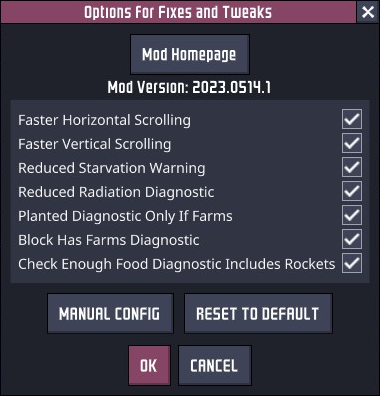 Options for Fixes and Tweaks
Mod Homepage
Mod Version: 2023.0514.1
Faster Horizontal Scrolling
Faster Vertical Scrolling
Reduced Starvation Warning
Reduced Radiation Diagnostic
Planted Diagnostic Only If Farms
Block Has Farms Diagnostic
Check Enough Food Diagnostic Includes Rockets
MANUAL CONFIG
RESET TO DEFAULT
OK
CANCEL